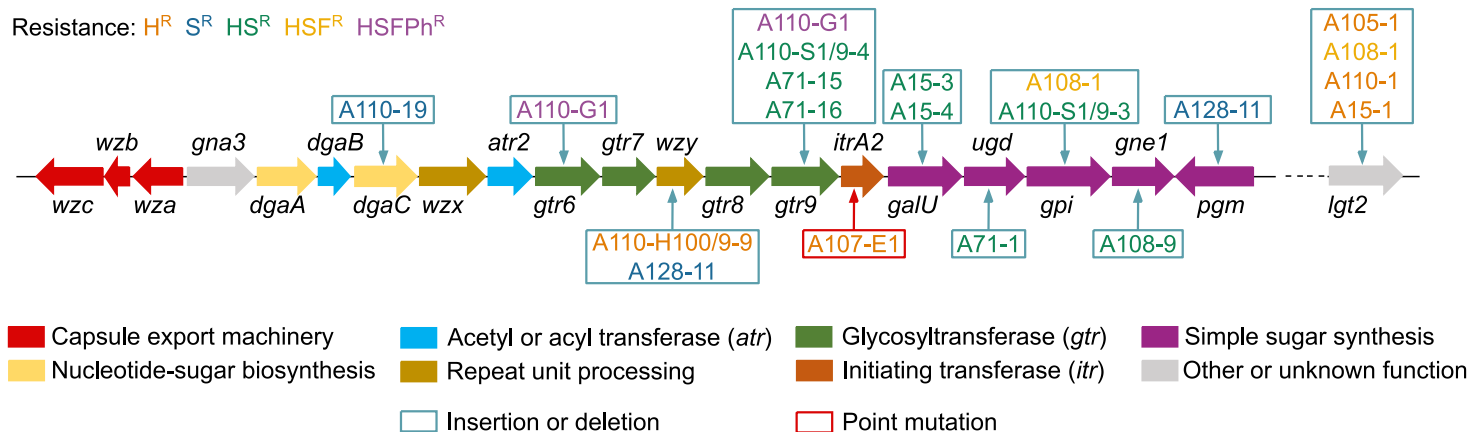 Resistance: H^R S^R HS^R HSF^R HSFPh^R
A110-G1
A110-S1/9-4
A71-15
A71-16
A105-1
A108-1
A110-1
A15-1
A110-19
A110-G1
A15-3
A15-4
A108-1
A110-S1/9-3
A128-11
wzb gna3 dgaB atr2 gtr7 wzy itrA2 ugd gne1
wzc wza dgaA dgaC wzx gtr6 gtr8 gtr9 galU gpi pgm lgt2
A110-H100/9-9
A128-11
A107-E1
A71-1
A108-9
Capsule export machinery Acetyl or acyl transferase (atr) Glycosyltransferase (gtr) Simple sugar synthesis
Nucleotide-sugar biosynthesis Repeat unit processing Initiating transferase (itr) Other or unknown function
Insertion or deletion Point mutation